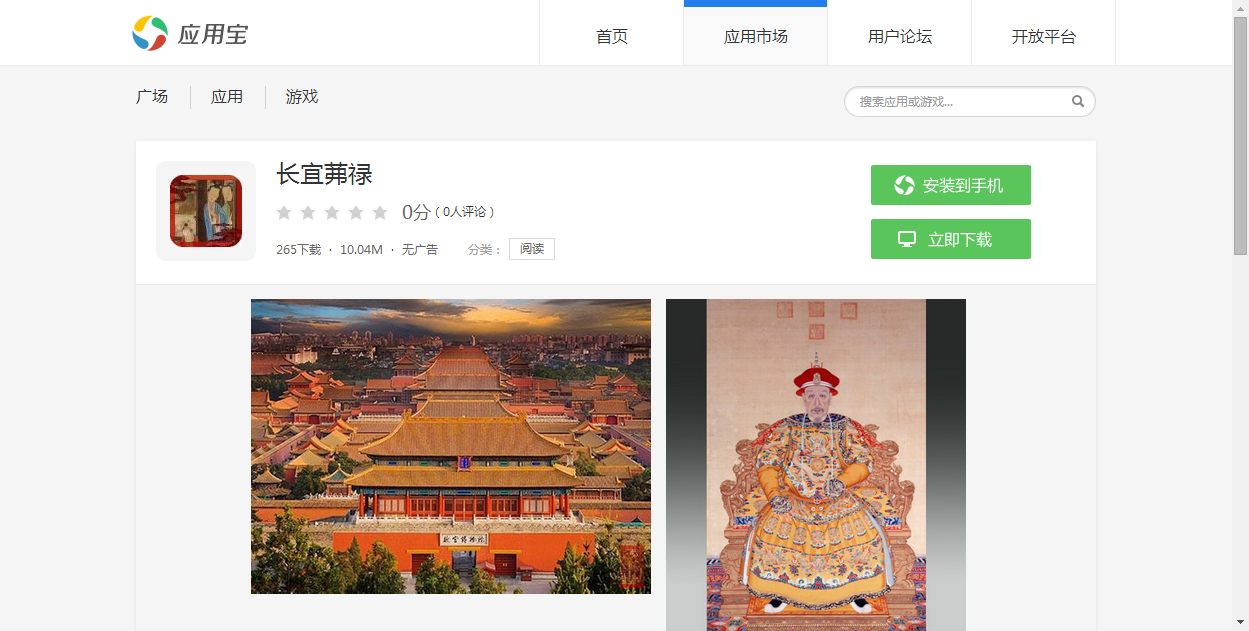 应用宝
首页
应用市场
用户论坛
开放平台
广场
应用
游戏
搜索应用或游戏...
长宜茀禄
0分 ( 0人评论 )
265下载 · 10.04M · 无广告 分类： 阅读
安装到手机
立即下载
故宫博物院